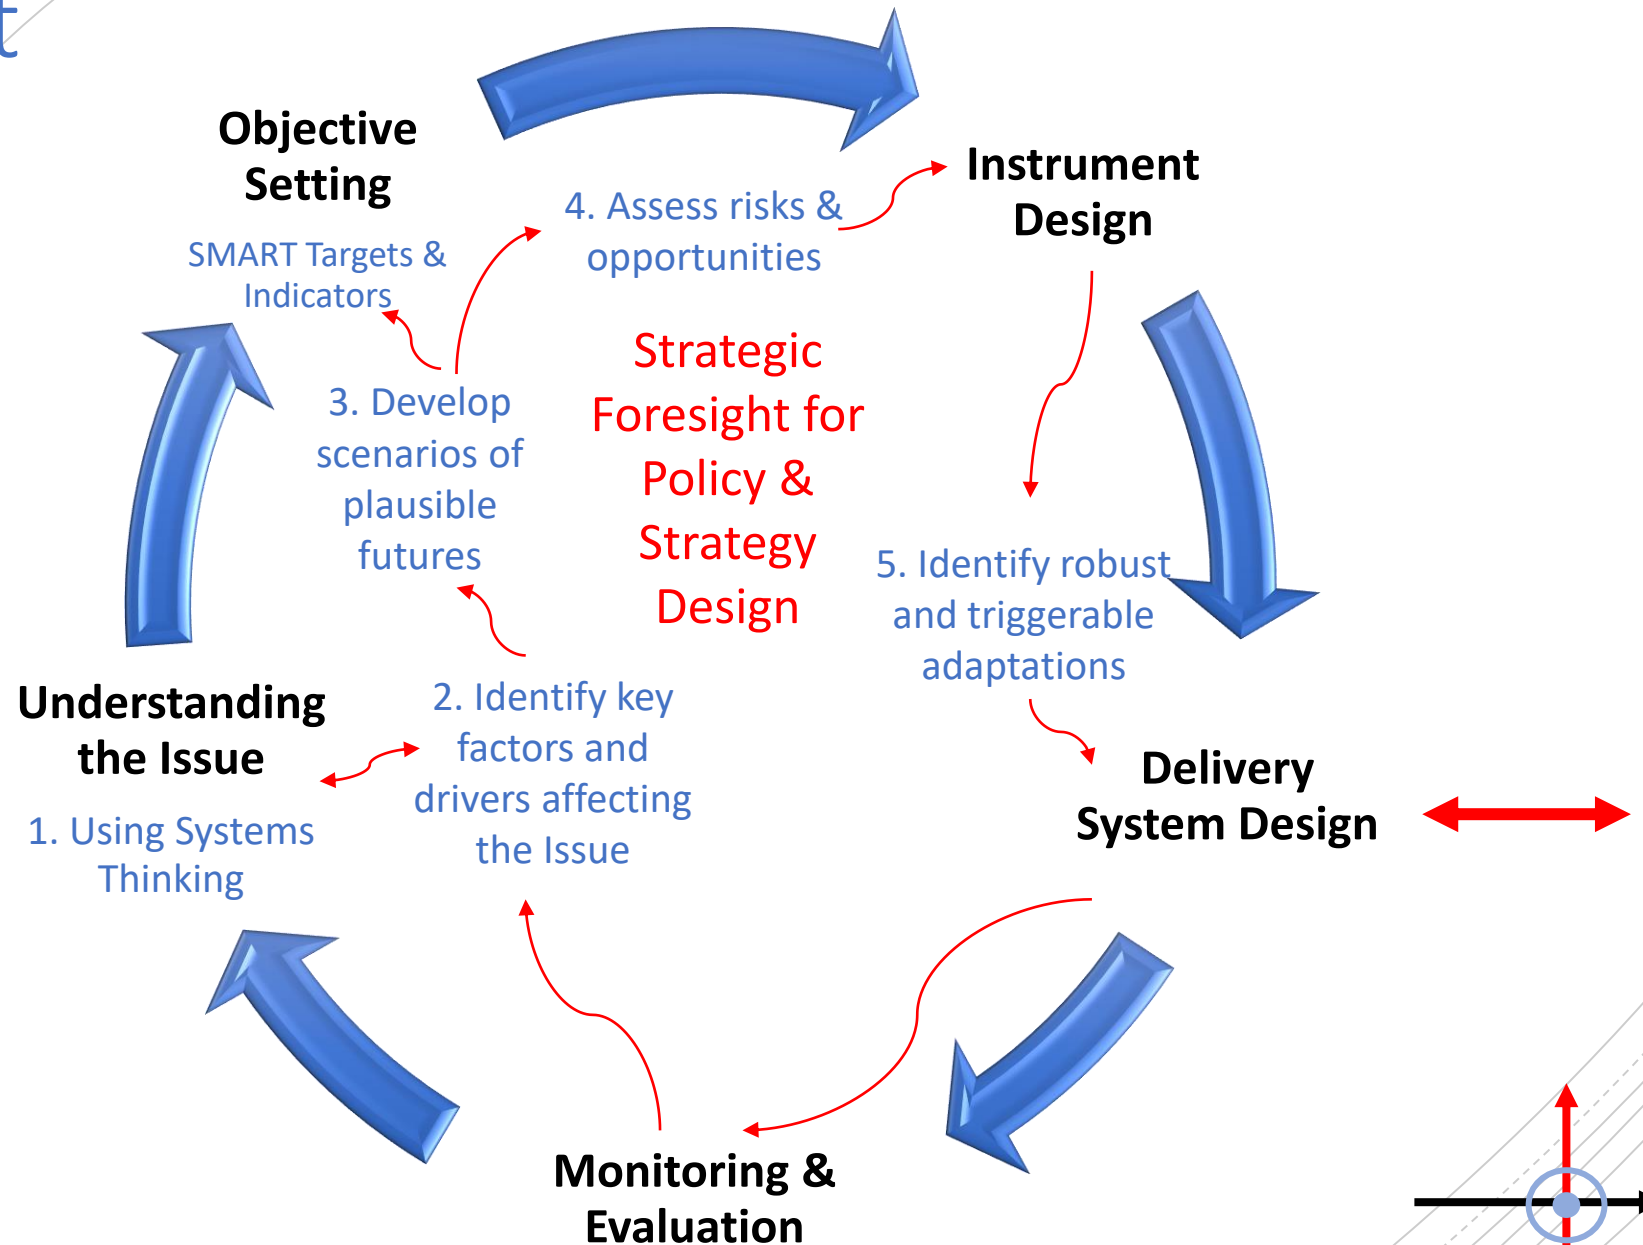 t
Objective
Setting
SMART Targets &
Indicators
4. Assess risks &
opportunities
Instrument
Design
3. Develop
scenarios of
plausible
futures
Strategic
Foresight for
Policy &
Strategy
Design
5. Identify robust
and triggerable
adaptations
Understanding
the Issue
1. Using Systems
Thinking
2. Identify key
factors and
drivers affecting
the Issue
Delivery
System Design
Monitoring &
Evaluation